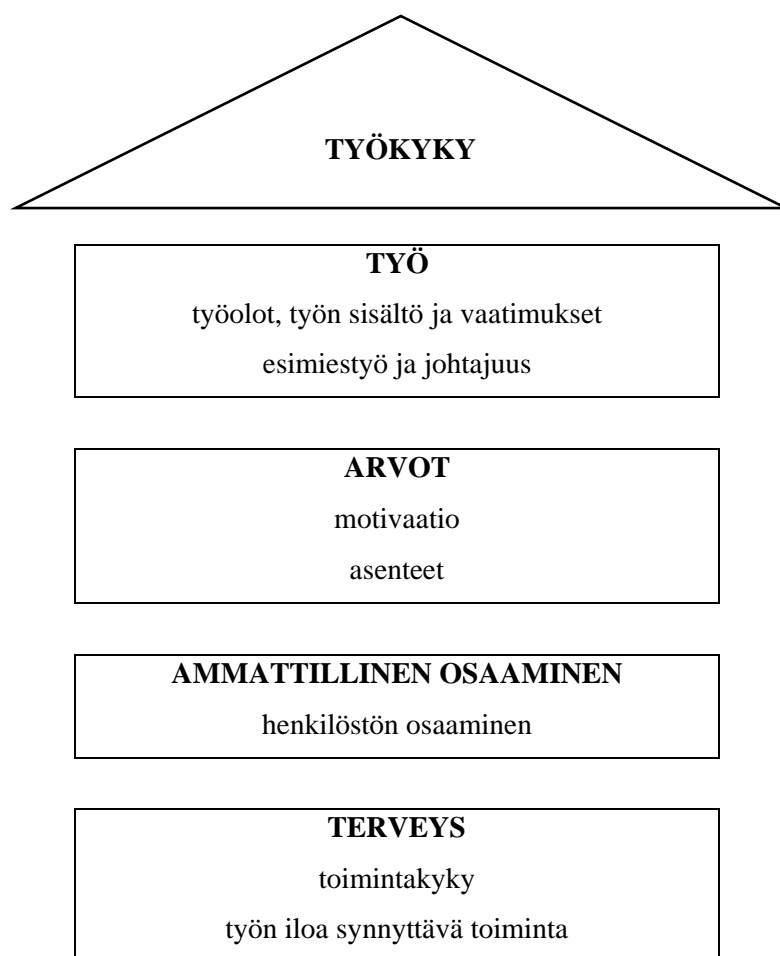 TYÖKYKY
TYÖ
työolot, työn sisältö ja vaatimukset
esimiestyö ja johtajuus
ARVOT
motivaatio
asenteet
AMMATTILLINEN OSAAMINEN
henkilöstön osaaminen
TERVEYS
toimintakyky
työn iloa synnyttävä toiminta